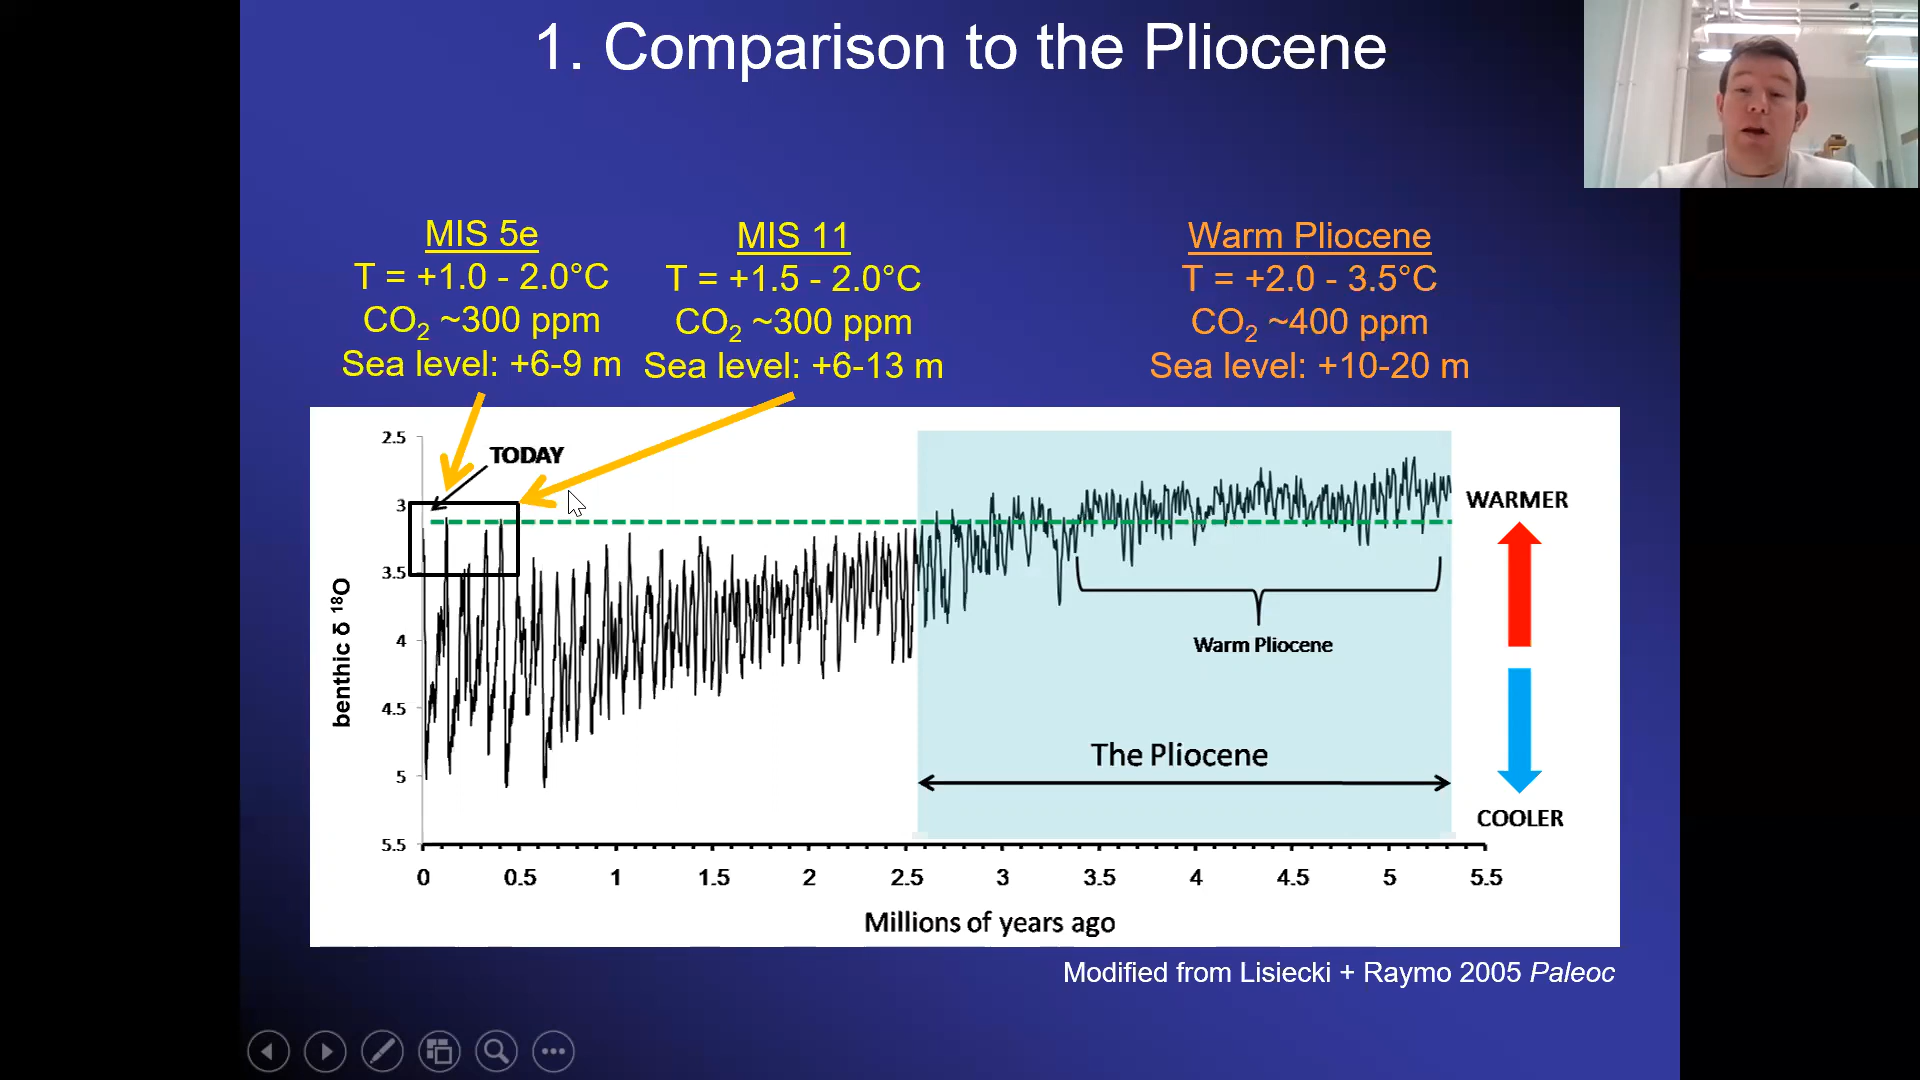 1. Comparison to the Pliocene
MIS 5e
T = +1.0 - 2.0°C
CO₂ ~300 ppm
Sea level: +6-9 m
MIS 11
T = +1.5 - 2.0°C
CO₂ ~300 ppm
Sea level: +6-13 m
Warm Pliocene
T = +2.0 - 3.5°C
CO₂ ~400 ppm
Sea level: +10-20 m
TODAY
WARMER
COOLER
Warm Pliocene
The Pliocene
benthic δ ¹⁸O
2.5
3
3.5
4
4.5
5
5.5
0 0.5 1 1.5 2 2.5 3 3.5 4 4.5 5 5.5
Millions of years ago
Modified from Lisiecki + Raymo 2005 Paleoc